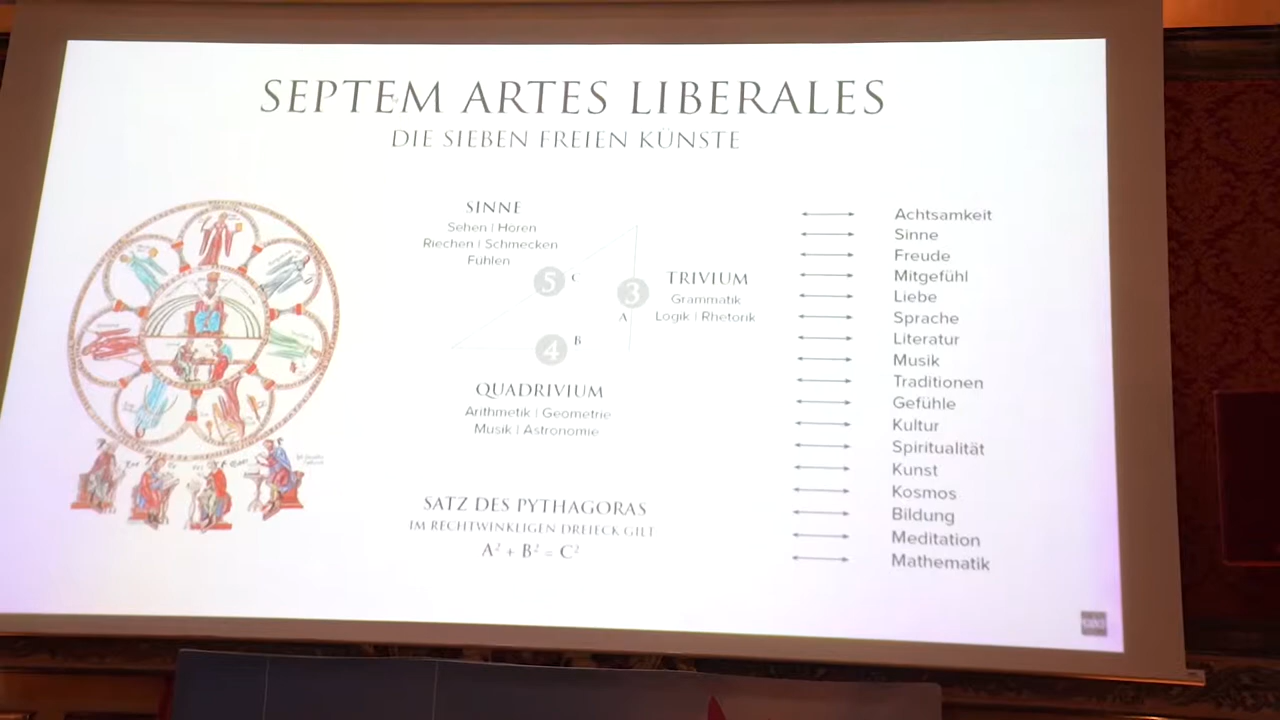 SEPTEM ARTES LIBERALES
DIE SIEBEN FREIEN KÜNSTE
SINNE
Sehen | Hören
Riechen | Schmecken
Fühlen
5
C
3
A
4
B
TRIVIUM
Grammatik
Logik | Rhetorik
QUADRIVIUM
Arithmetik | Geometrie
Musik | Astronomie
SATZ DES PYTHAGORAS
IM RECHTWINKLIGEN DREIECK GILT
A² + B² = C²
Achtsamkeit
Sinne
Freude
Mitgefühl
Liebe
Sprache
Literatur
Musik
Traditionen
Gefühle
Kultur
Spiritualität
Kunst
Kosmos
Bildung
Meditation
Mathematik